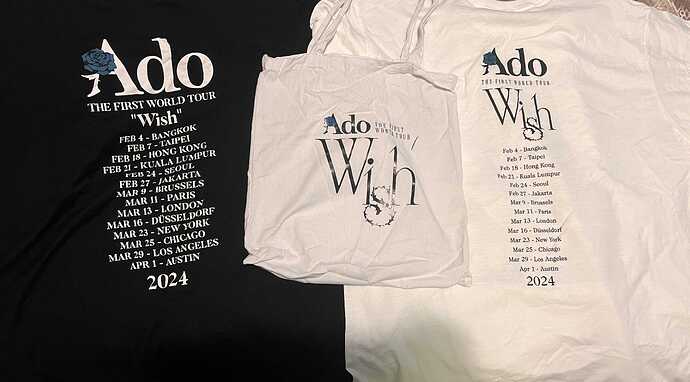 Ado
THE FIRST WORLD TOUR
"Wish"
FEB 4 - BANGKOK
FEB 7 - TAIPEI
FEB 18 - HONG KONG
FEB 21 - KUALA LUMPUR
FEB 24 - SEOUL
FEB 27 - JAKARTA
MAR 9 - BRUSSELS
MAR 11 - PARIS
MAR 13 - LONDON
MAR 16 - DÜSSELDORF
MAR 23 - NEW YORK
MAR 25 - CHICAGO
MAR 29 - LOS ANGELES
APR 1 - AUSTIN
2024
Ado THE FIRST
WORLD TOUR
Wish
Ado
THE FIRST WORLD TOUR
Wish
Feb 4 - Bangkok
Feb 7 - Taipei
Feb 18 - Hong Kong
Feb 21 - Kuala Lumpur
Feb 24 - Seoul
Feb 27 - Jakarta
Mar 9 - Brussels
Mar 11 - Paris
Mar 13 - London
Mar 16 - Düsseldorf
Mar 23 - New York
Mar 25 - Chicago
Mar 29 - Los Angeles
Apr 1 - Austin
2024